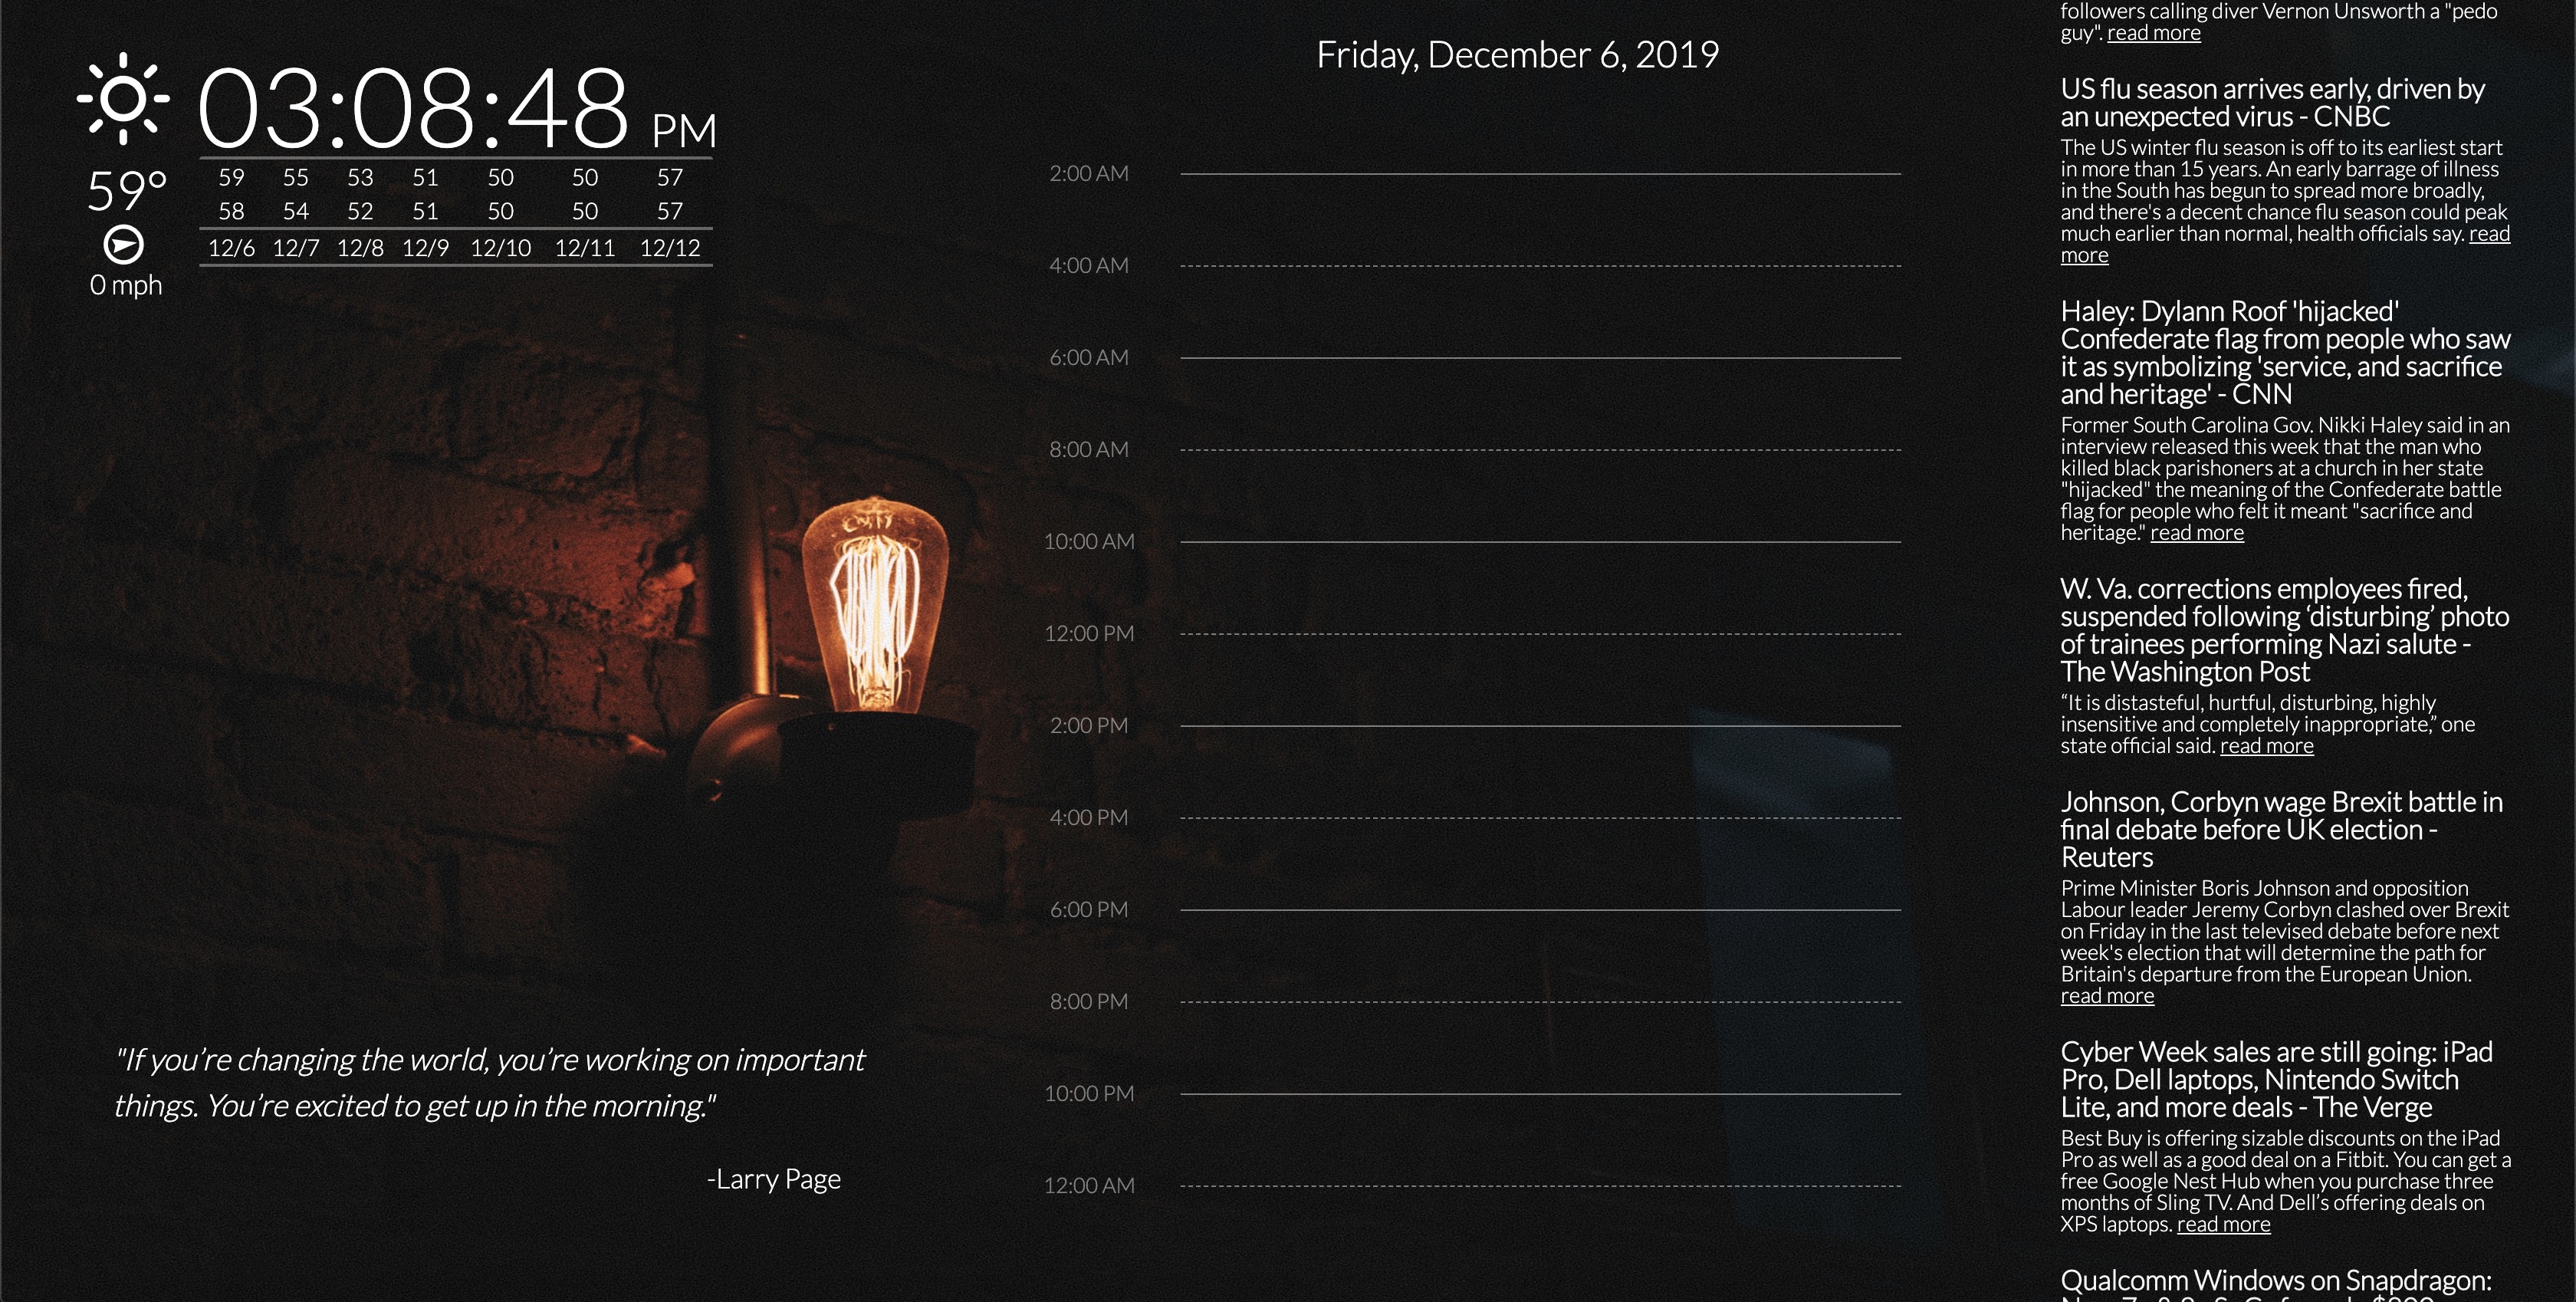 03:08:48 PM
59°
0 mph
59 55 53 51 50 50 57
58 54 52 51 50 50 57
12/6 12/7 12/8 12/9 12/10 12/11 12/12
"If you’re changing the world, you’re working on important
things. You’re excited to get up in the morning."
-Larry Page
Friday, December 6, 2019
2:00 AM
4:00 AM
6:00 AM
8:00 AM
10:00 AM
12:00 PM
2:00 PM
4:00 PM
6:00 PM
8:00 PM
10:00 PM
12:00 AM
followers calling diver Vernon Unsworth a "pedo
guy". read more
US flu season arrives early, driven by
an unexpected virus - CNBC
The US winter flu season is off to its earliest start
in more than 15 years. An early barrage of illness
in the South has begun to spread more broadly,
and there's a decent chance flu season could peak
much earlier than normal, health officials say. read
more
Haley: Dylann Roof 'hijacked'
Confederate flag from people who saw
it as symbolizing 'service, and sacrifice
and heritage' - CNN
Former South Carolina Gov. Nikki Haley said in an
interview released this week that the man who
killed black parishoners at a church in her state
"hijacked" the meaning of the Confederate battle
flag for people who felt it meant "sacrifice and
heritage." read more
W. Va. corrections employees fired,
suspended following ‘disturbing’ photo
of trainees performing Nazi salute -
The Washington Post
“It is distasteful, hurtful, disturbing, highly
insensitive and completely inappropriate,” one
state official said. read more
Johnson, Corbyn wage Brexit battle in
final debate before UK election -
Reuters
Prime Minister Boris Johnson and opposition
Labour leader Jeremy Corbyn clashed over Brexit
on Friday in the last televised debate before next
week's election that will determine the path for
Britain's departure from the European Union.
read more
Cyber Week sales are still going: iPad
Pro, Dell laptops, Nintendo Switch
Lite, and more deals - The Verge
Best Buy is offering sizable discounts on the iPad
Pro as well as a good deal on a Fitbit. You can get a
free Google Nest Hub when you purchase three
months of Sling TV. And Dell’s offering deals on
XPS laptops. read more
Qualcomm Windows on Snapdragon: